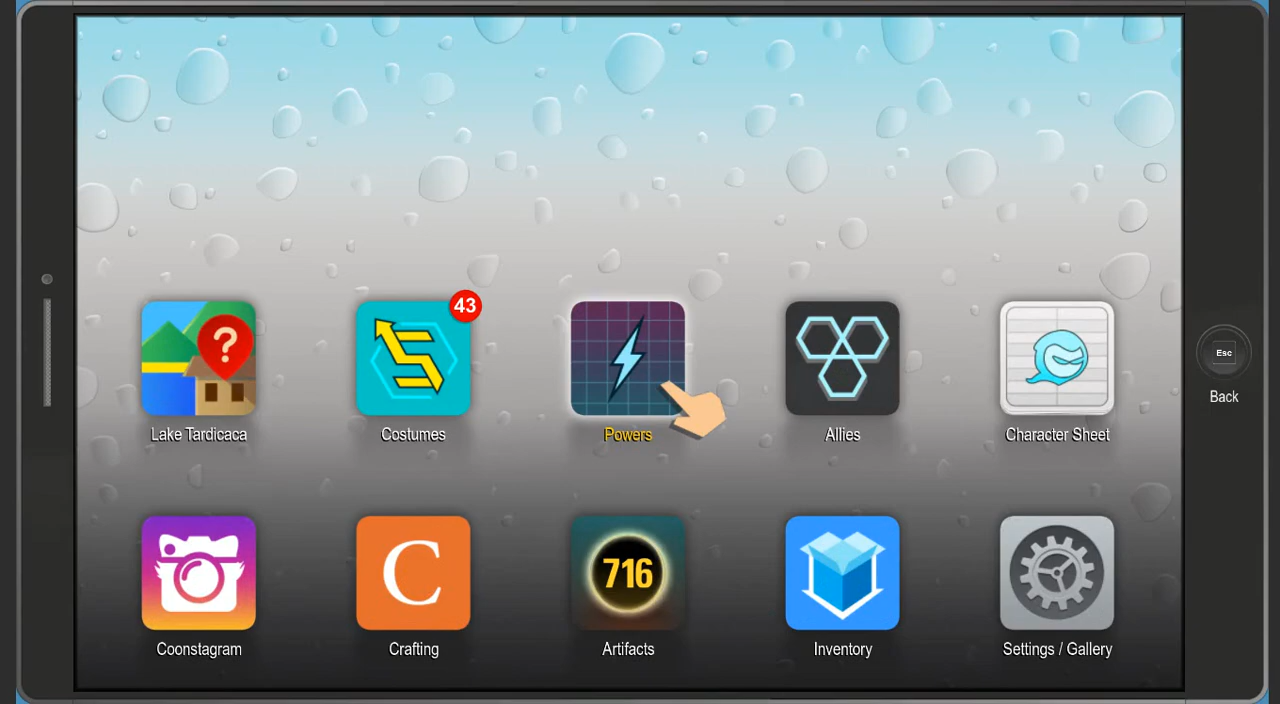 43
Esc
Back
Lake Tardicaca
Costumes
Powers
Allies
Character Sheet
C
716
Coonstagram
Crafting
Artifacts
Inventory
Settings / Gallery